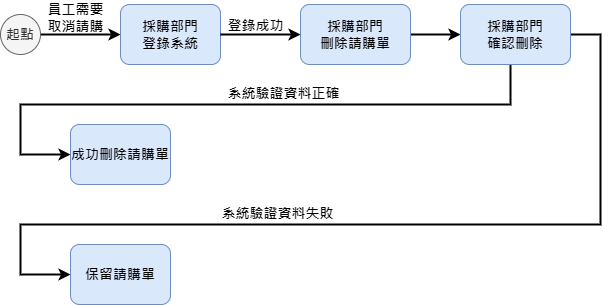 起點
員工需要
取消請購
採購部門
登錄系統
登錄成功
採購部門
刪除請購單
採購部門
確認刪除
系統驗證資料正確
成功刪除請購單
系統驗證資料失敗
保留請購單